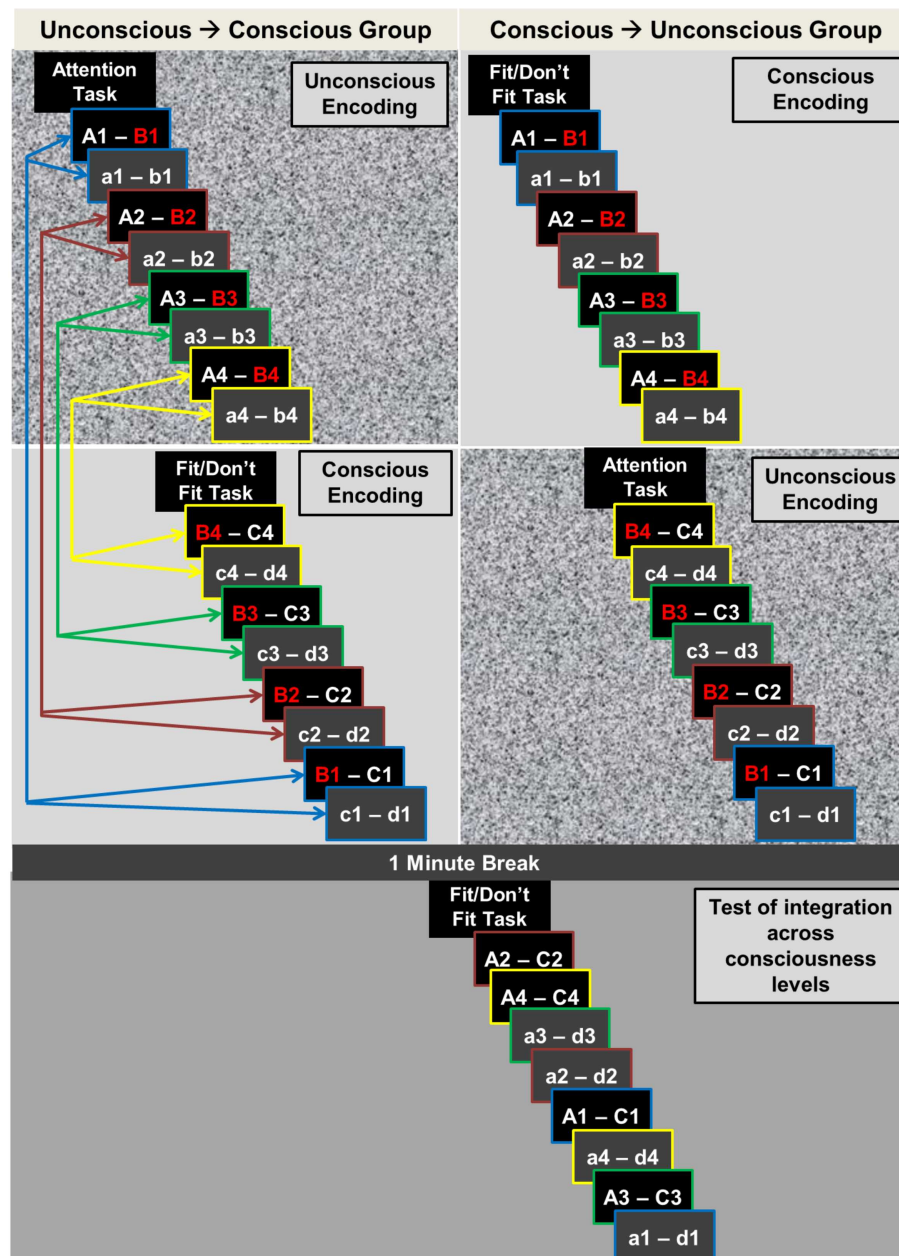 Unconscious → Conscious Group
Conscious → Unconscious Group
Attention
Task
Unconscious
Encoding
A1 – B1
a1 – b1
A2 – B2
a2 – b2
A3 – B3
a3 – b3
A4 – B4
a4 – b4
Fit/Don't
Fit Task
Conscious
Encoding
A1 – B1
a1 – b1
A2 – B2
a2 – b2
A3 – B3
a3 – b3
A4 – B4
a4 – b4
Fit/Don't
Fit Task
Conscious
Encoding
B4 – C4
c4 – d4
B3 – C3
c3 – d3
B2 – C2
c2 – d2
B1 – C1
c1 – d1
Attention
Task
Unconscious
Encoding
B4 – C4
c4 – d4
B3 – C3
c3 – d3
B2 – C2
c2 – d2
B1 – C1
c1 – d1
1 Minute Break
Fit/Don't
Fit Task
Test of integration
across
consciousness
levels
A2 – C2
A4 – C4
a3 – d3
a2 – d2
A1 – C1
a4 – d4
A3 – C3
a1 – d1